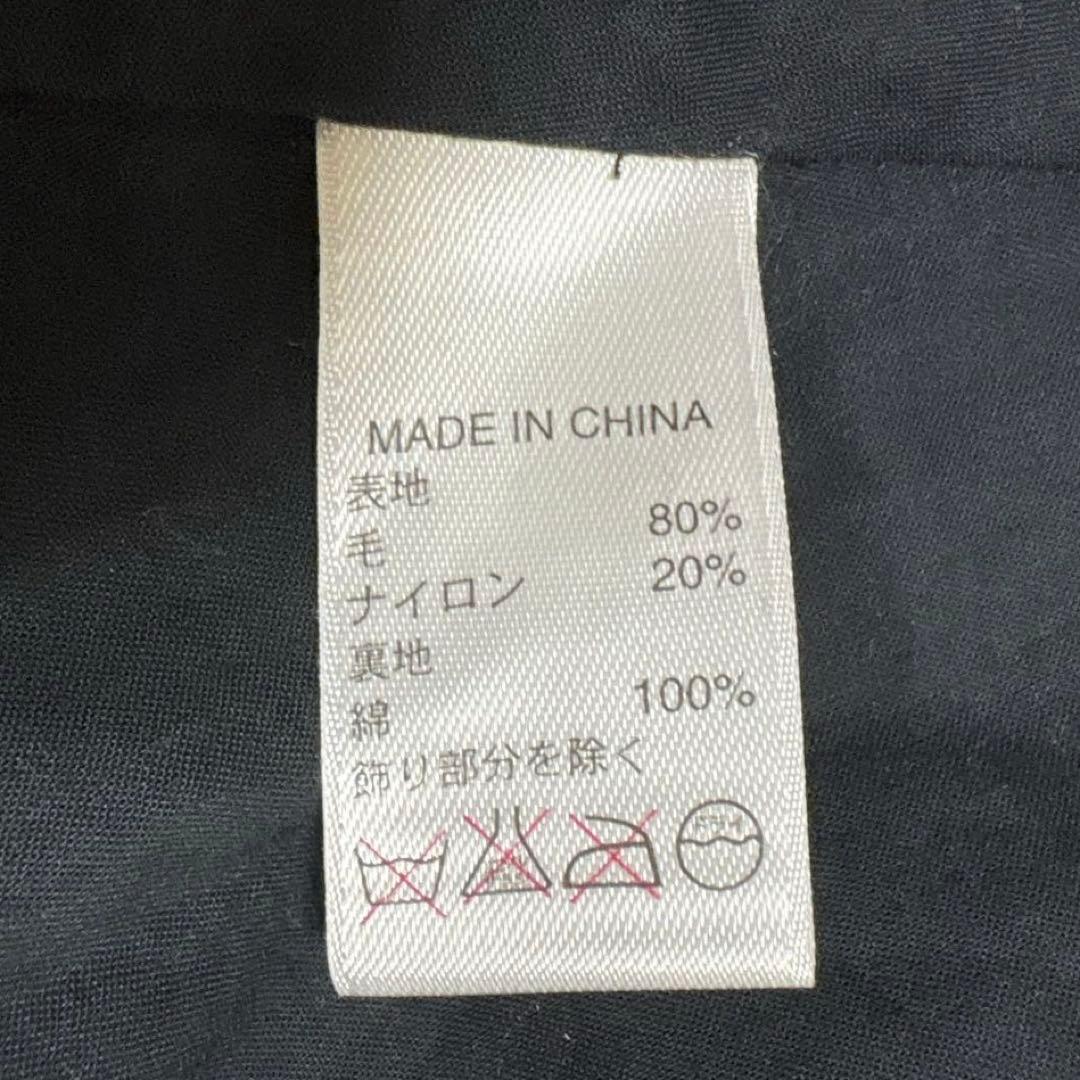 MADE IN CHINA
表地
毛 80%
ナイロン 20%
裏地
綿 100%
飾り部分を除く